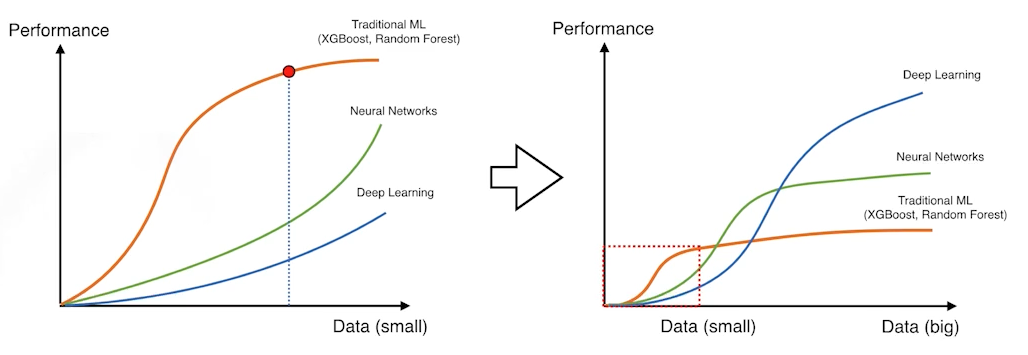 Performance
Traditional ML
(XGBoost, Random Forest)
Neural Networks
Deep Learning
Data (small)
Performance
Deep Learning
Neural Networks
Traditional ML
(XGBoost, Random Forest)
Data (small)
Data (big)